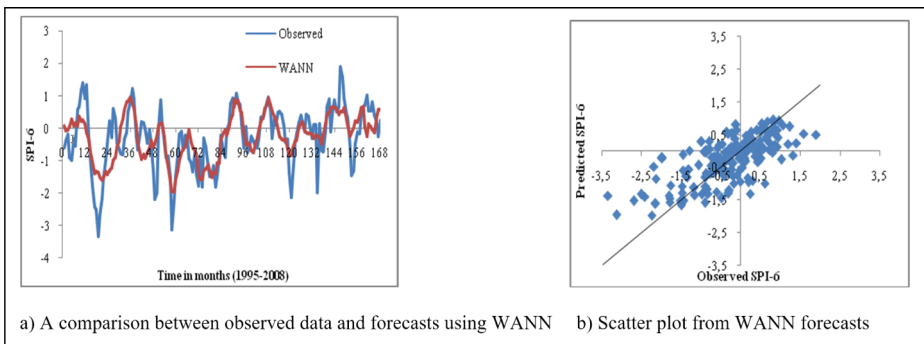 3
2
1
0
-1
-2
-3
-4
SPI-6
Observed
WANN
0 12 24 36 48 60 72 84 96 108 120 132 144 156 168
Time in months (1995-2008)
3,5
2,5
1,5
0,5
-0,5
-1,5
-2,5
-3,5
Predicted SPI-6
-3,5 -2,5 -1,5 -0,5 0,5 1,5 2,5 3,5
Observed SPI-6
a) A comparison between observed data and forecasts using WANN
b) Scatter plot from WANN forecasts